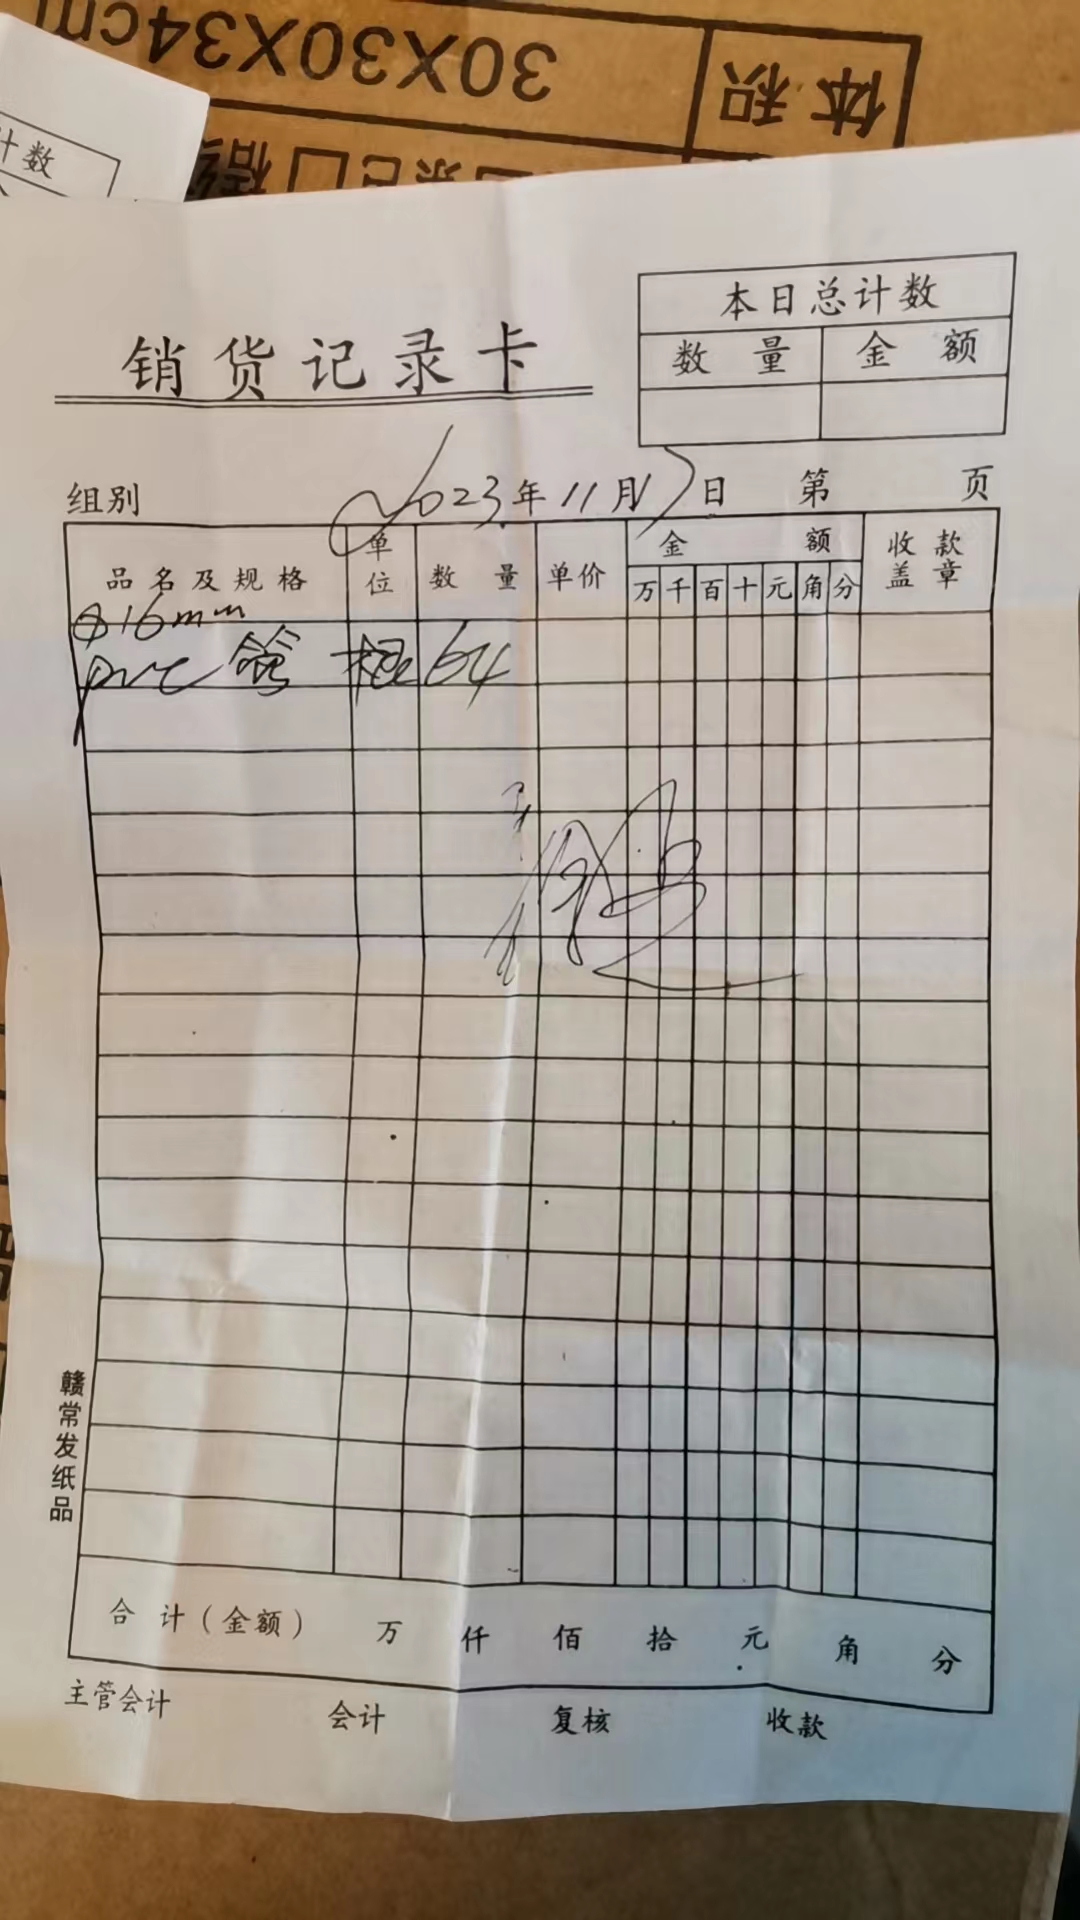 30X30X34cm
体积
计数
本日总计数
数量 金额
销货记录卡
组别 2023年11月 日 第 页
品名及规格 单位 数量 单价 金额 收款盖章
万 千 百 十 元 角 分
φ16mm
pvc管 根 64
赣常发纸品
合计(金额) 万 仟 佰 拾 元 角 分
主管会计 会计 复核 收款